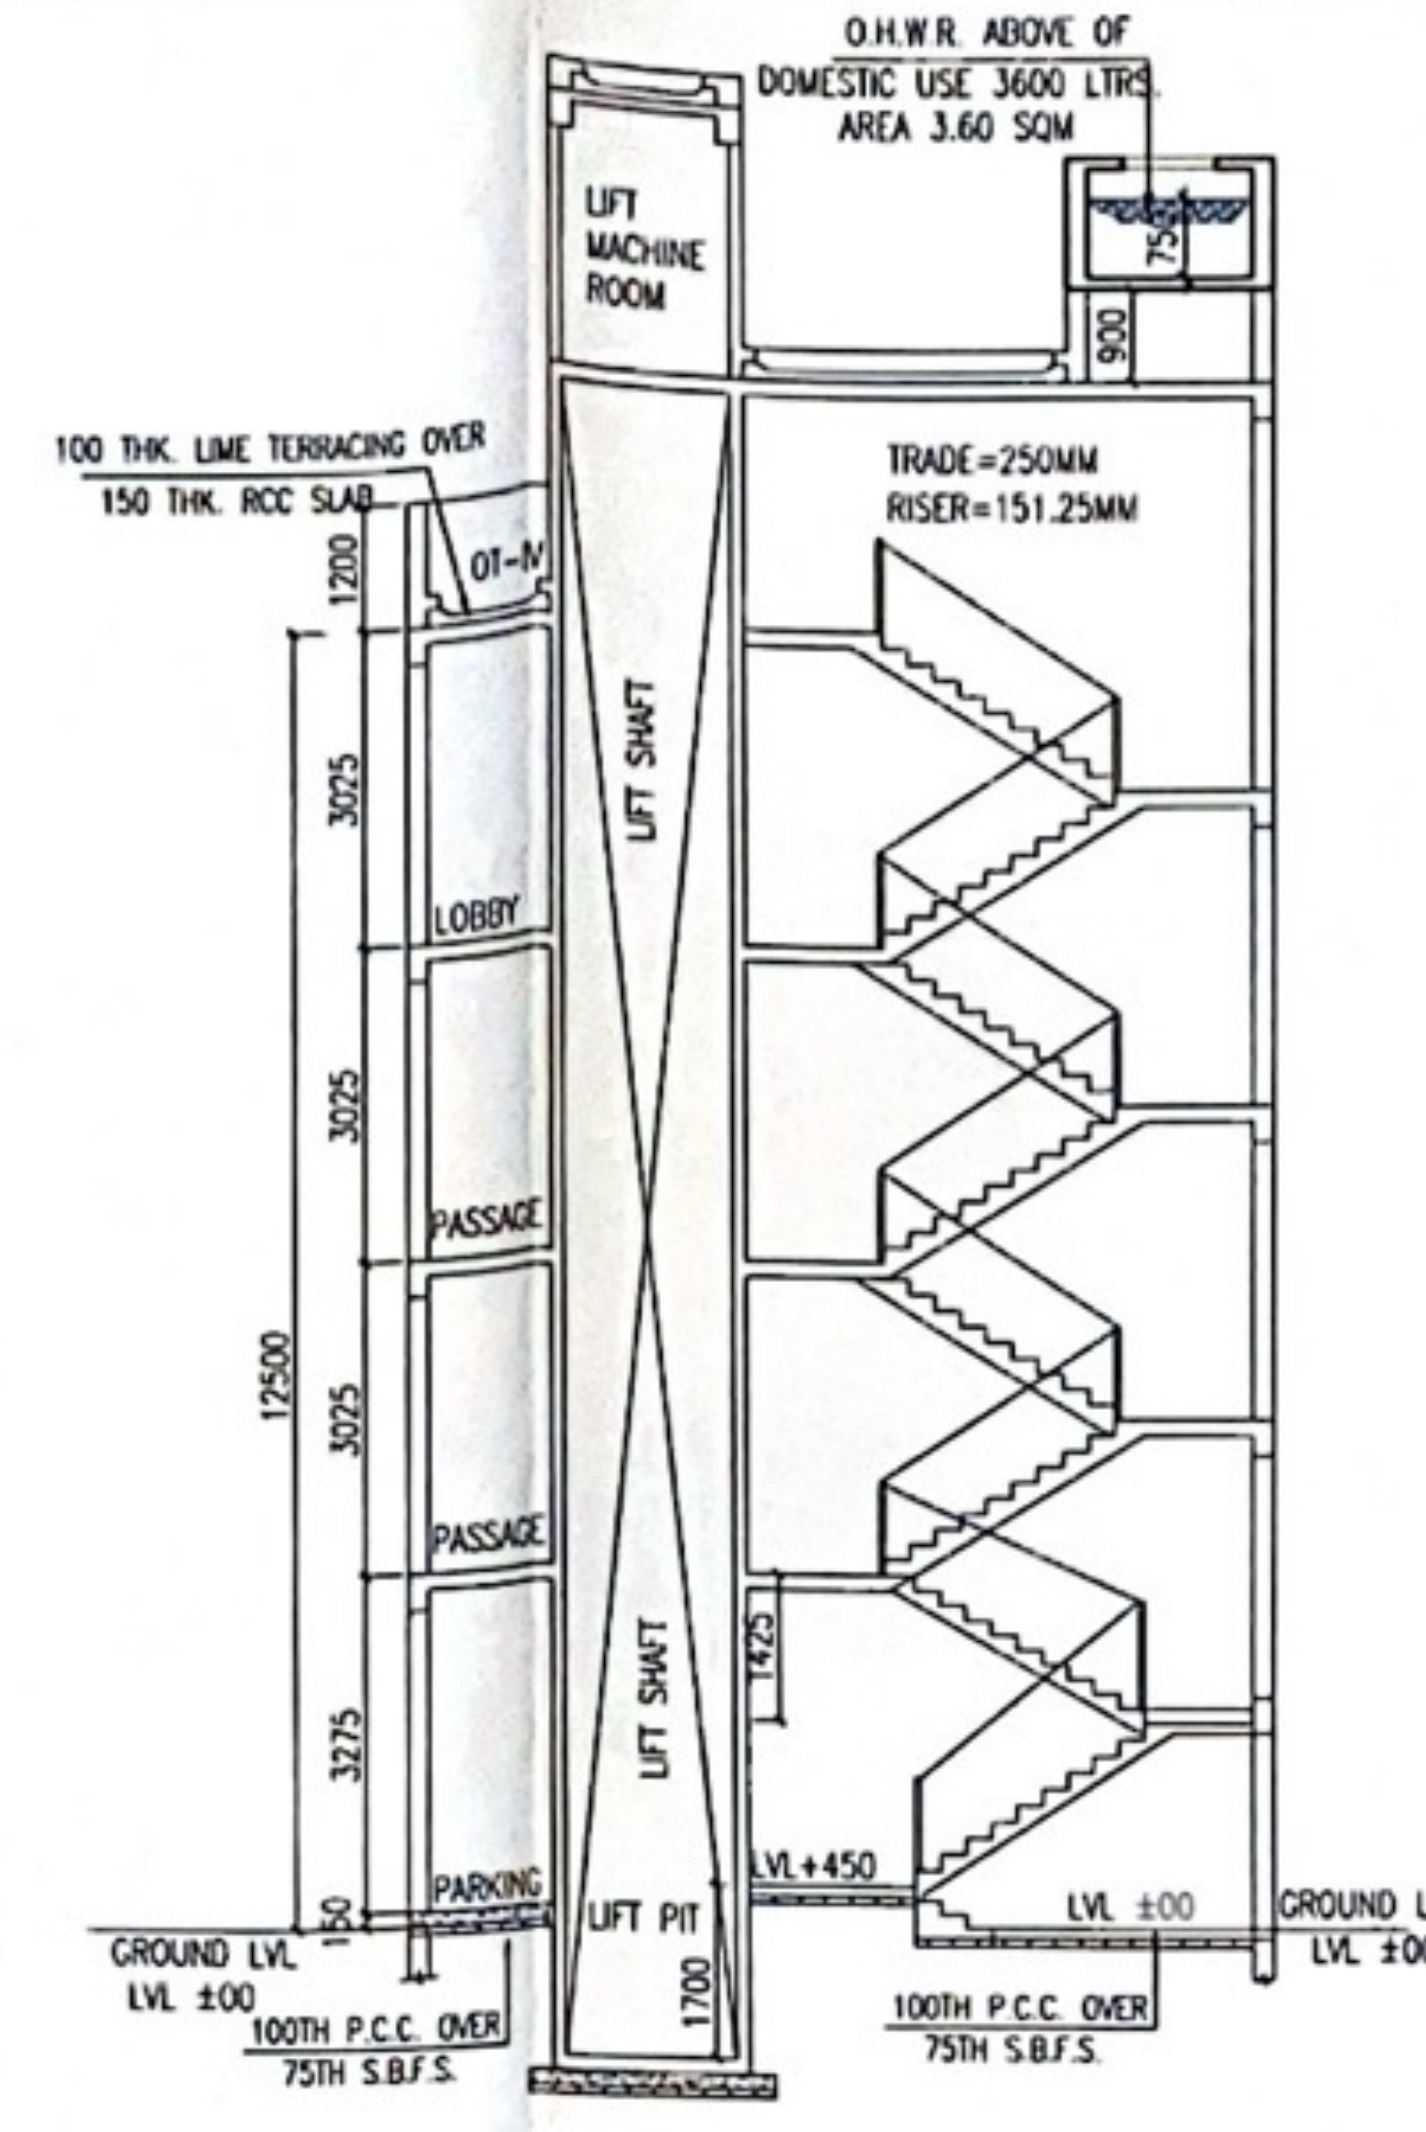 O.H.W.R. ABOVE OF
DOMESTIC USE 3600 LTRS.
AREA 3.60 SQM
LIFT
MACHINE
ROOM
75
900
100 THK. LIME TERRACING OVER
150 THK. RCC SLAB
TRADE=250MM
RISER=151.25MM
1200
OT-IV
LIFT SHAFT
3025
LOBBY
3025
PASSAGE
12500
3025
PASSAGE
1425
LIFT SHAFT
3275
PARKING
LVL+450
150
LIFT PIT
LVL ±00
GROUND L
GROUND LVL
LVL ±00
LVL ±00
1700
100TH P.C.C. OVER
75TH S.B.F.S.
100TH P.C.C. OVER
75TH S.B.F.S.